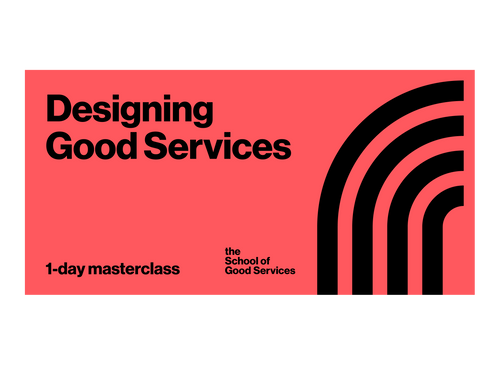 Designing
Good Services
1-day masterclass
the
School of
Good Services